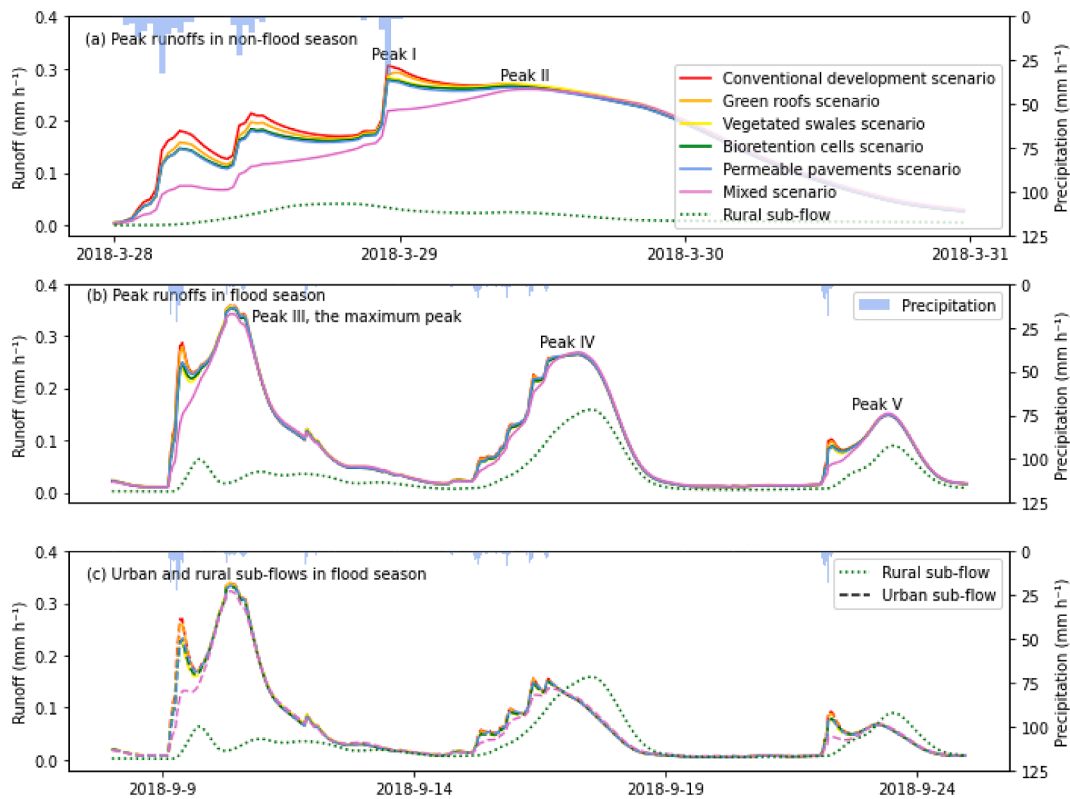 0.4
0.3
0.2
0.1
0.0
Runoff (mm h⁻¹)
(a) Peak runoffs in non-flood season
Peak I
Peak II
Conventional development scenario
Green roofs scenario
Vegetated swales scenario
Bioretention cells scenario
Permeable pavements scenario
Mixed scenario
Rural sub-flow
0
25
50
75
100
125
Precipitation (mm h⁻¹)
2018-3-28
2018-3-29
2018-3-30
2018-3-31
0.4
0.3
0.2
0.1
0.0
Runoff (mm h⁻¹)
(b) Peak runoffs in flood season
Peak III, the maximum peak
Peak IV
Peak V
Precipitation
0
25
50
75
100
125
Precipitation (mm h⁻¹)
0.4
0.3
0.2
0.1
0.0
Runoff (mm h⁻¹)
(c) Urban and rural sub-flows in flood season
Rural sub-flow
Urban sub-flow
0
25
50
75
100
125
Precipitation (mm h⁻¹)
2018-9-9
2018-9-14
2018-9-19
2018-9-24